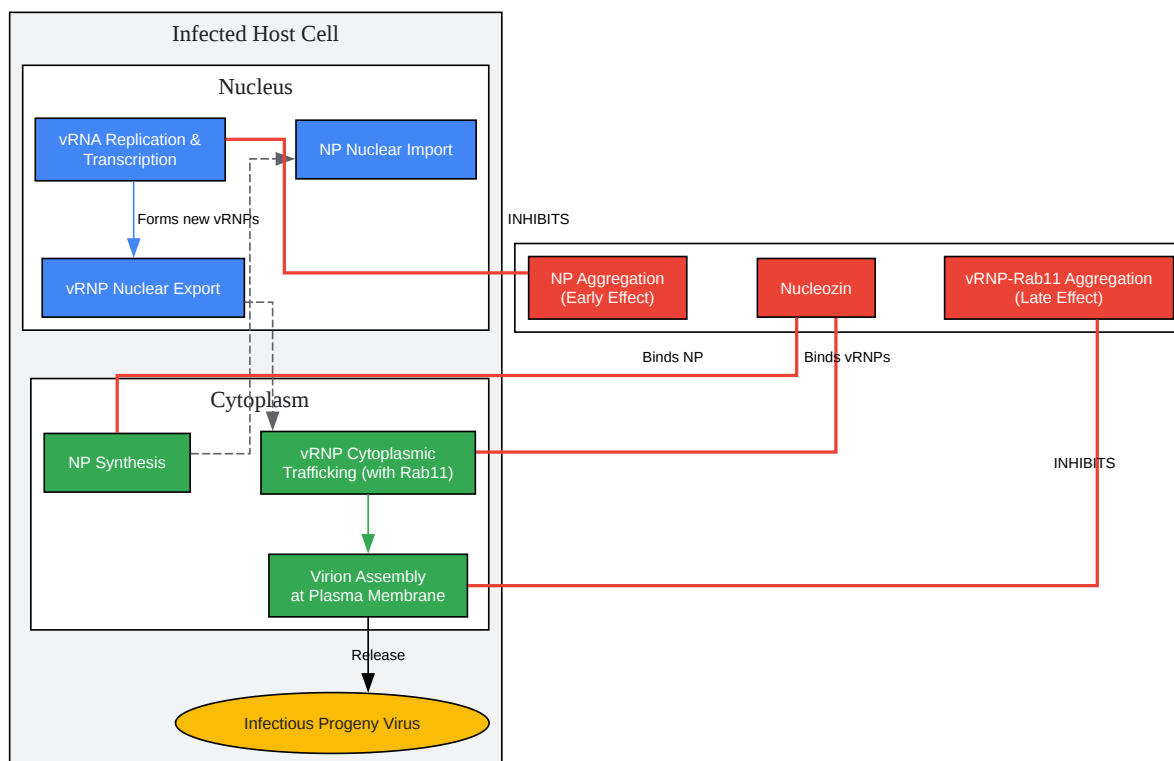 Infected Host Cell
Nucleus
vRNA Replication &
Transcription
NP Nuclear Import
Forms new vRNPs
INHIBITS
vRNP Nuclear Export
NP Aggregation
(Early Effect)
Nucleozin
vRNP-Rab11 Aggregation
(Late Effect)
Binds NP
Binds vRNPs
Cytoplasm
NP Synthesis
vRNP Cytoplasmic
Trafficking (with Rab11)
INHIBITS
Virion Assembly
at Plasma Membrane
Release
Infectious Progeny Virus